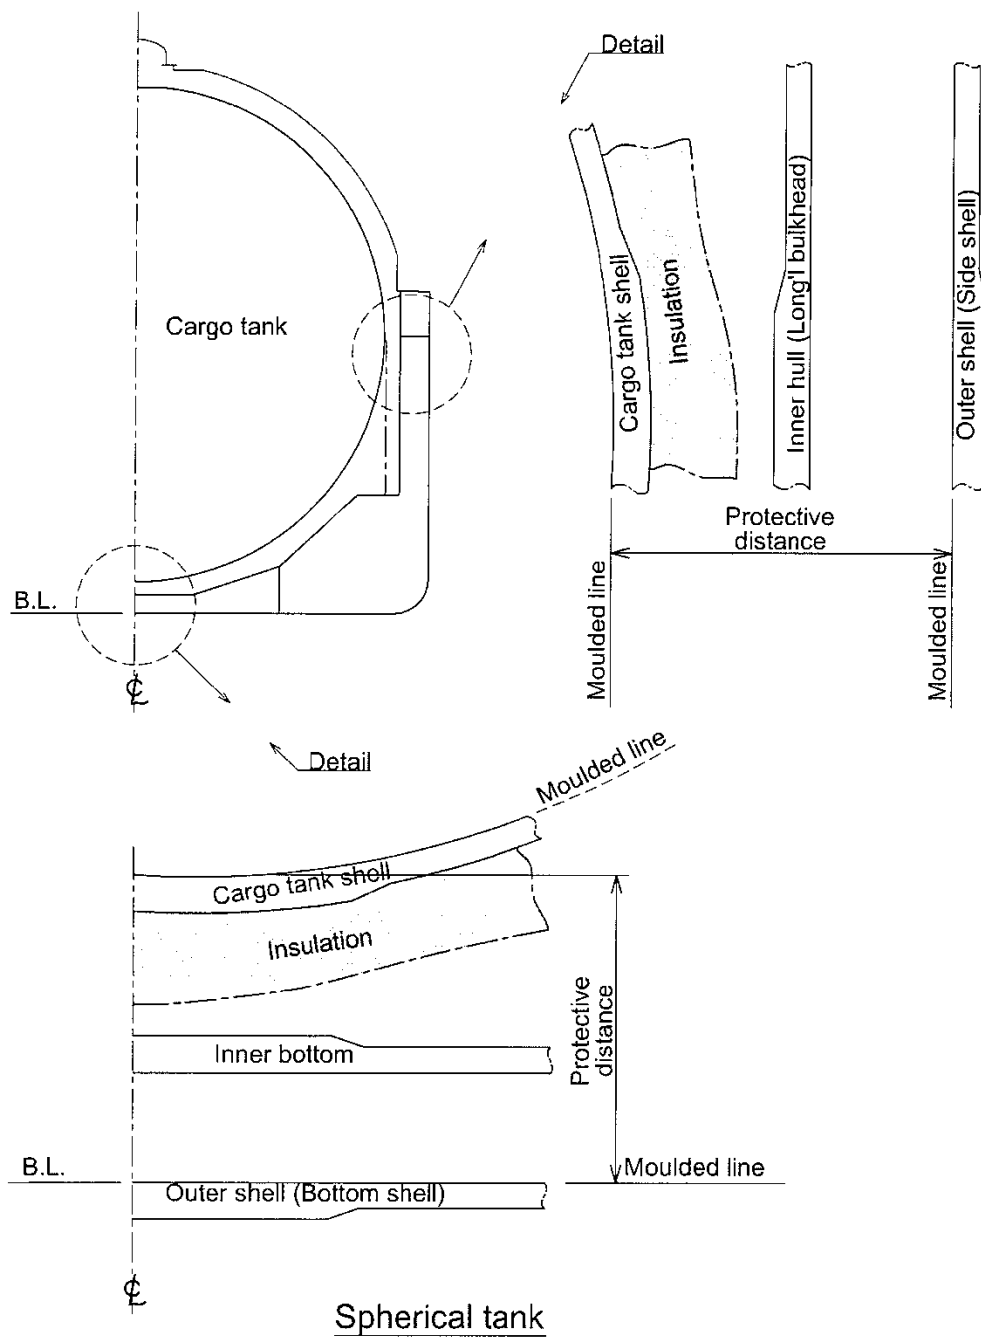 Detail
Cargo tank
Cargo tank shell
Insulation
Inner hull (Long'l bulkhead)
Outer shell (Side shell)
Protective
distance
Moulded line
Moulded line
B.L.
℄
Detail
Moulded line
Cargo tank shell
Insulation
Protective
distance
Inner bottom
B.L.
Moulded line
Outer shell (Bottom shell)
℄
Spherical tank